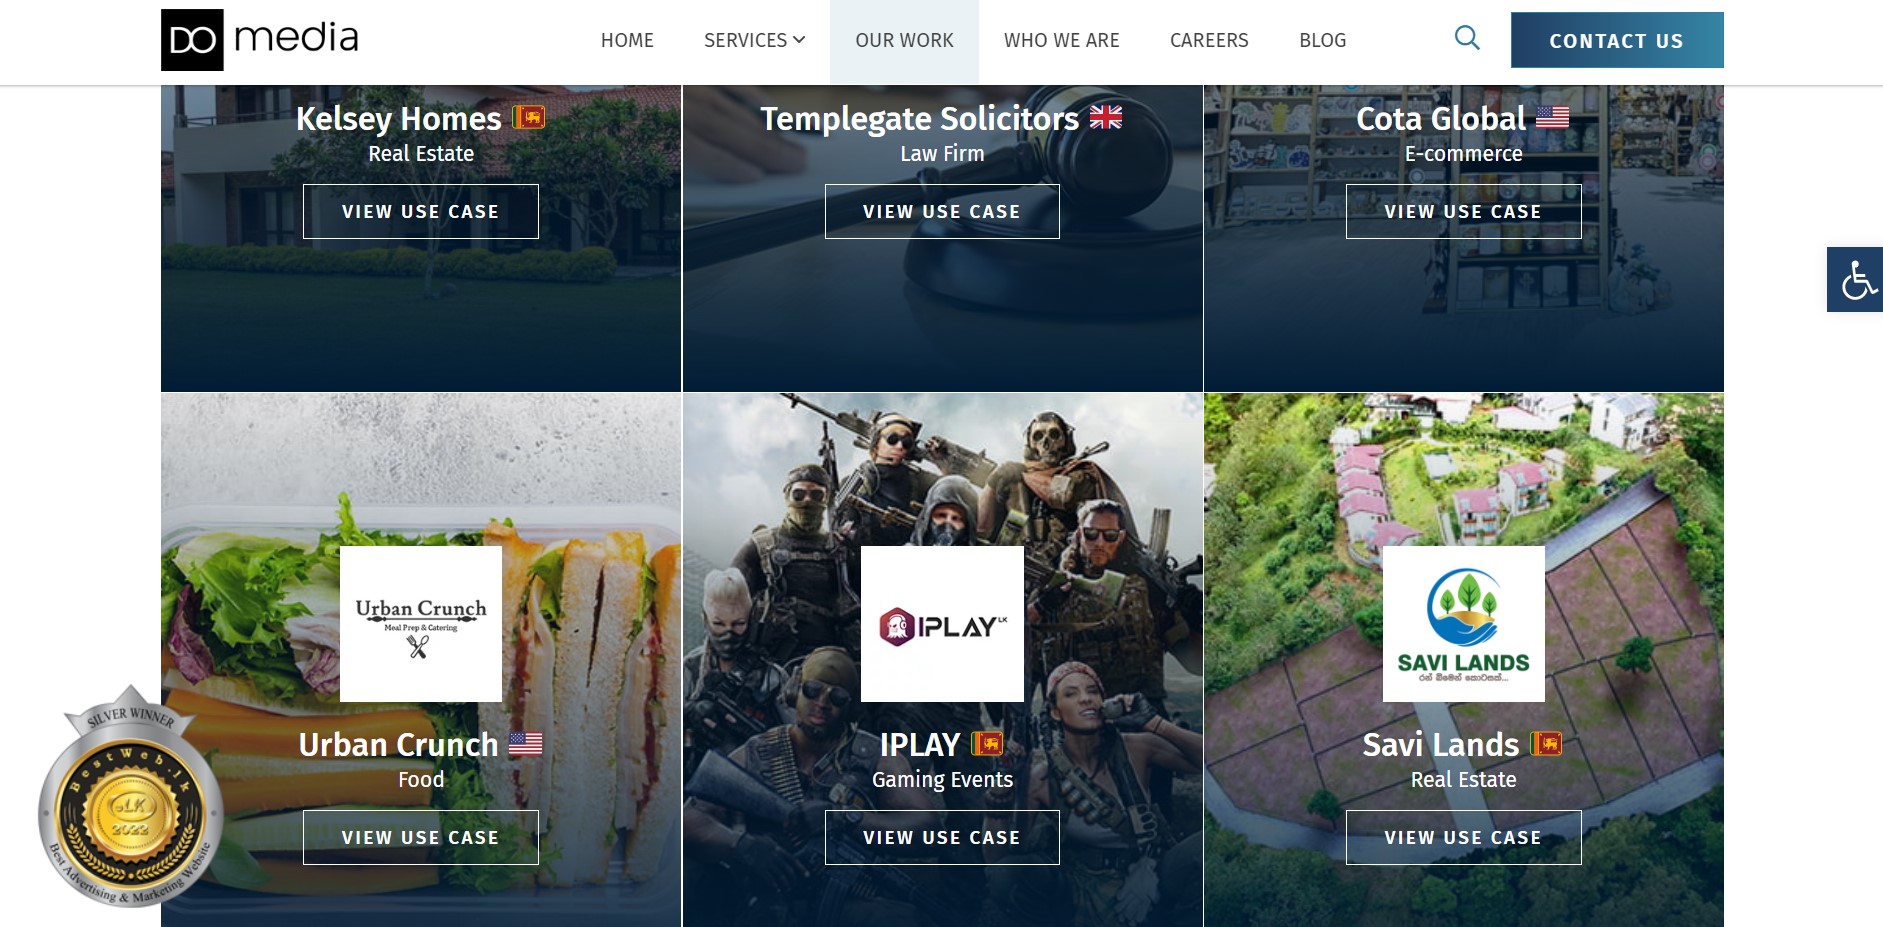 DO media
HOME
SERVICES
OUR WORK
WHO WE ARE
CAREERS
BLOG
CONTACT US
Kelsey Homes
Real Estate
VIEW USE CASE
Templegate Solicitors
Law Firm
VIEW USE CASE
Cota Global
E-commerce
VIEW USE CASE
Urban Crunch
Meal Prep & Catering
Urban Crunch
Food
VIEW USE CASE
IPLAY LK
IPLAY
Gaming Events
VIEW USE CASE
SAVI LANDS
රන් බිමෙන් කොටසක්...
Savi Lands
Real Estate
VIEW USE CASE
SILVER WINNER
BestWeb.lk
.LK
2022
Best Advertising & Marketing Website